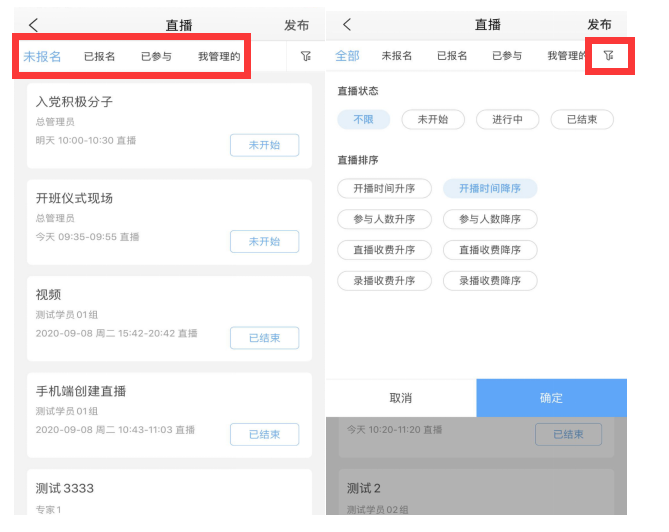 直播
发布
未报名 已报名 已参与 我管理的
入党积极分子
总管理员
明天 10:00-10:30 直播
未开始
开班仪式现场
总管理员
今天 09:35-09:55 直播
未开始
视频
测试学员01组
2020-09-08 周二 15:42-20:42 直播
已结束
手机端创建直播
测试学员01组
2020-09-08 周二 10:43-11:03 直播
已结束
测试3333
专家1
直播
发布
全部 未报名 已报名 已参与 我管理的
直播状态
不限 未开始 进行中 已结束
直播排序
开播时间升序 开播时间降序
参与人数升序 参与人数降序
直播收费升序 直播收费降序
录播收费升序 录播收费降序
取消 确定
今天 10:20-11:20 直播
已结束
测试2
测试学员02组